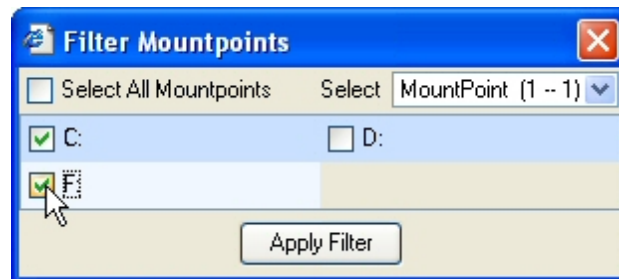 Filter Mountpoints
Select All Mountpoints Select MountPoint (1 -- 1)
C: D:
F:
Apply Filter